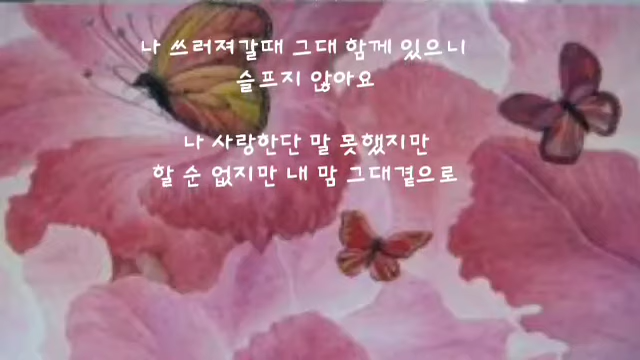 나 쓰러져갈때 그대 함께 있으니
슬프지 않아요
나 사랑한단 말 못했지만
할 순 없지만 내 맘 그대곁으로